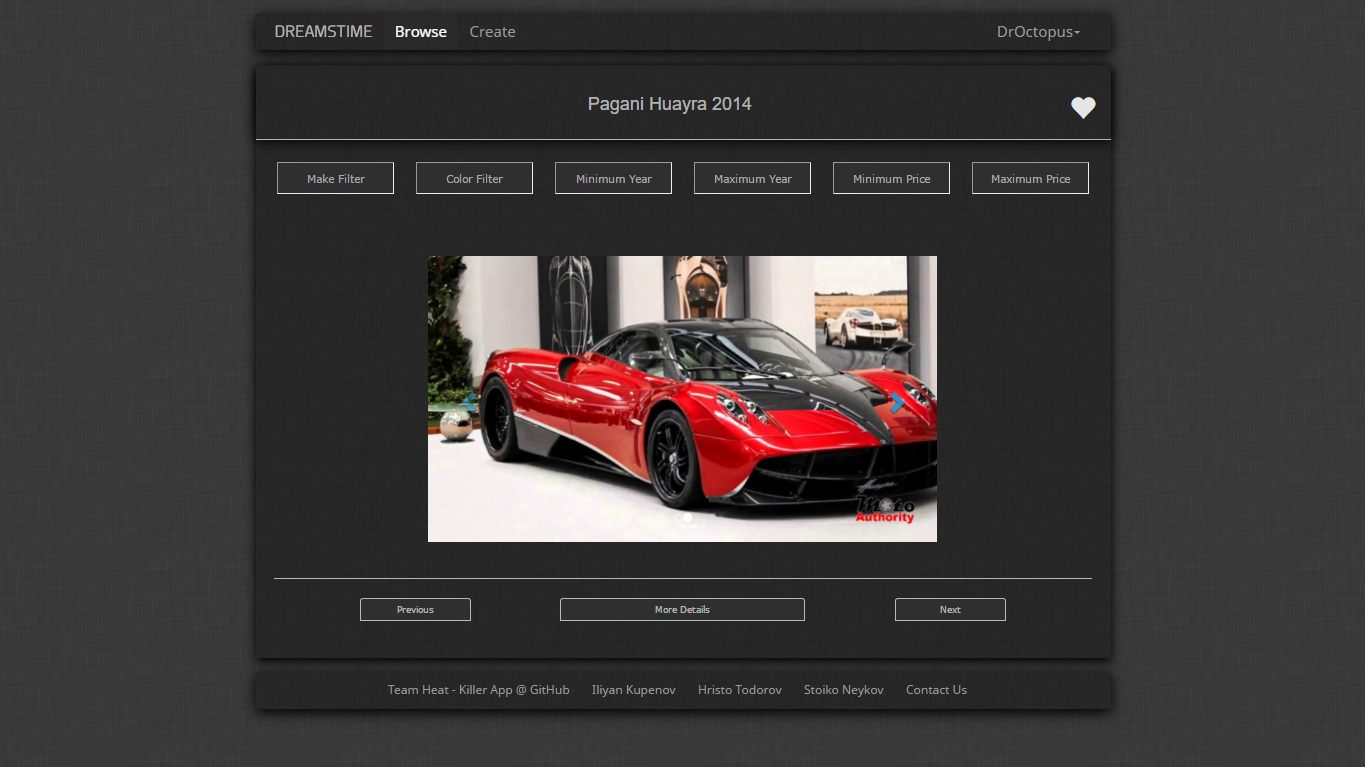 DREAMSTIME Browse Create DrOctopus
Pagani Huayra 2014
Make Filter Color Filter Minimum Year Maximum Year Minimum Price Maximum Price
Moto
Authority
Previous More Details Next
Team Heat - Killer App @ GitHub Iliyan Kupenov Hristo Todorov Stoiko Neykov Contact Us